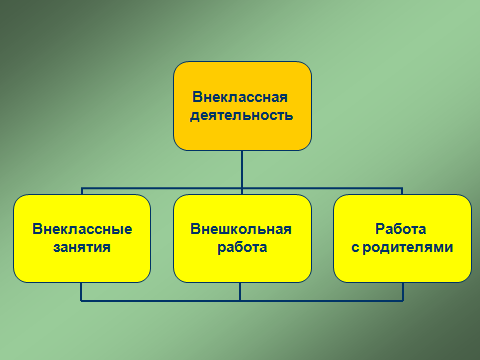 Внеклассная
деятельность
Внеклассные
занятия
Внешкольная
работа
Работа
с родителями